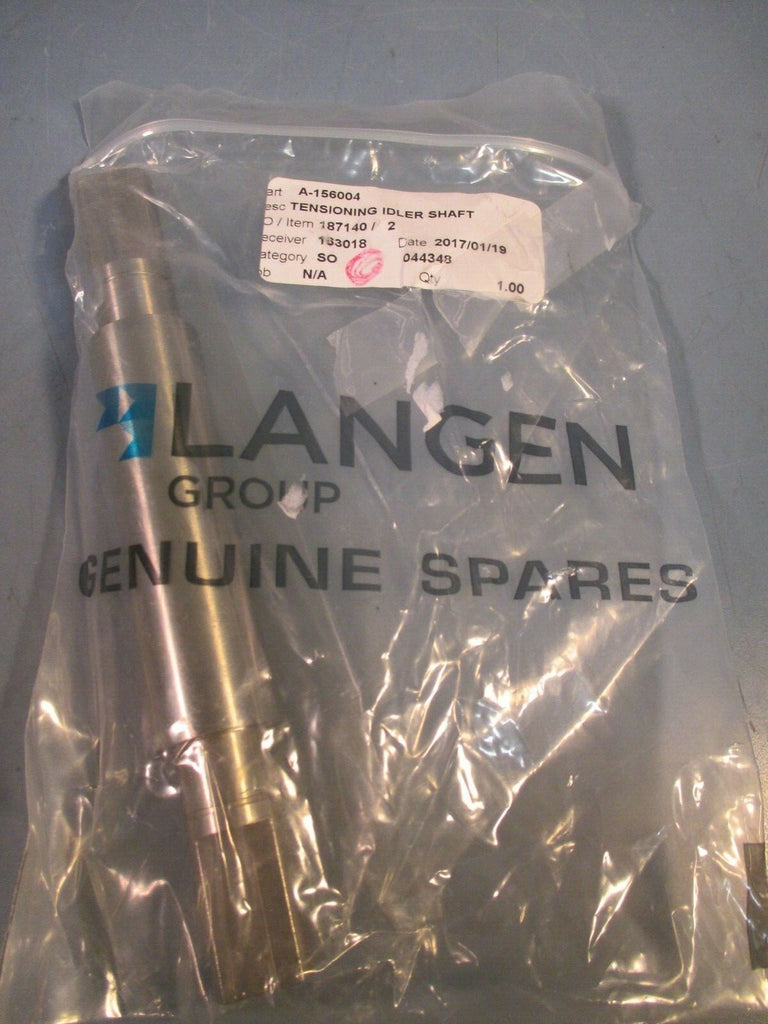 art A-156004
esc TENSIONING IDLER SHAFT
O / Item 187140 / 2
eceiver 163018 Date 2017/01/19
ategory SO 044348
ob N/A Qty 1.00
LANGEN
GROUP
GENUINE SPARES